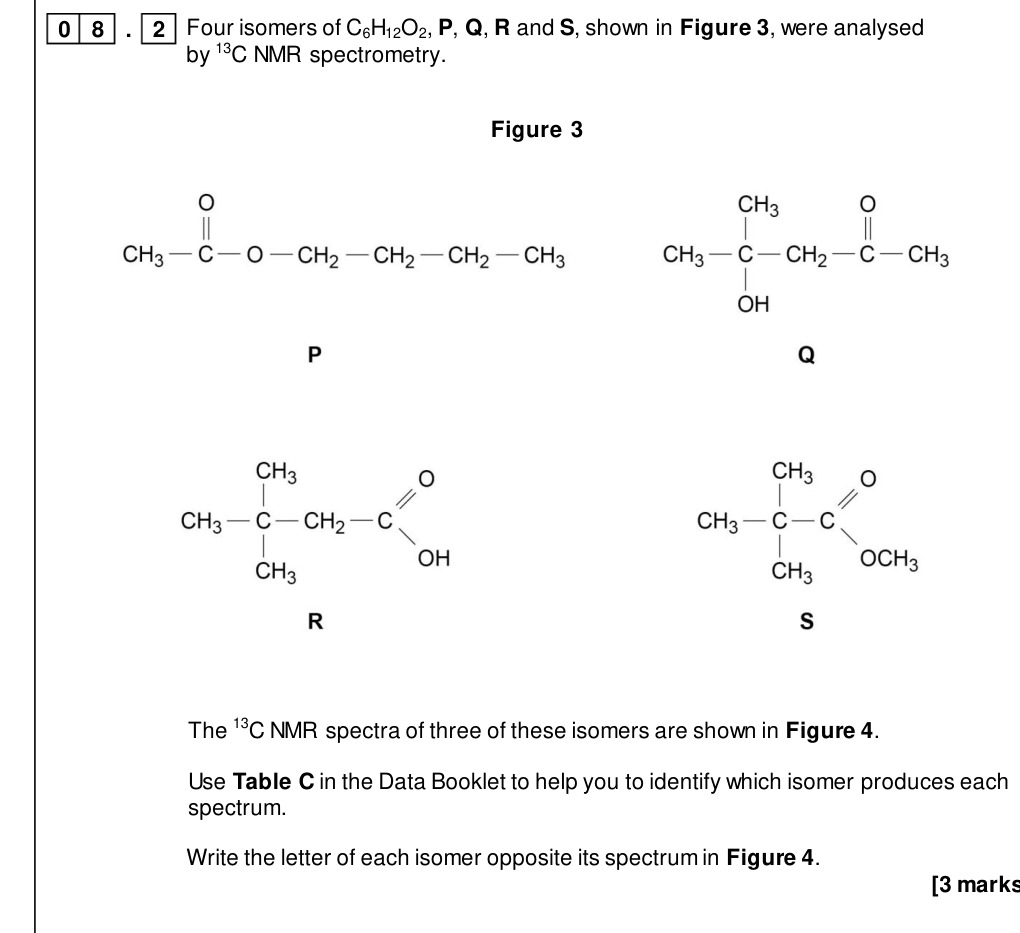 0 8 . 2 Four isomers of C₆H₁₂O₂, P, Q, R and S, shown in Figure 3, were analysed
by ¹³C NMR spectrometry.
Figure 3
O
CH₃ — C — O — CH₂ — CH₂ — CH₂ — CH₃
P
CH₃ O
CH₃ — C — CH₂ — C — CH₃
OH
Q
CH₃ O
CH₃ — C — CH₂ — C
CH₃ OH
R
CH₃ O
CH₃ — C — C
CH₃ OCH₃
S
The ¹³C NMR spectra of three of these isomers are shown in Figure 4.
Use Table C in the Data Booklet to help you to identify which isomer produces each
spectrum.
Write the letter of each isomer opposite its spectrum in Figure 4.
[3 marks